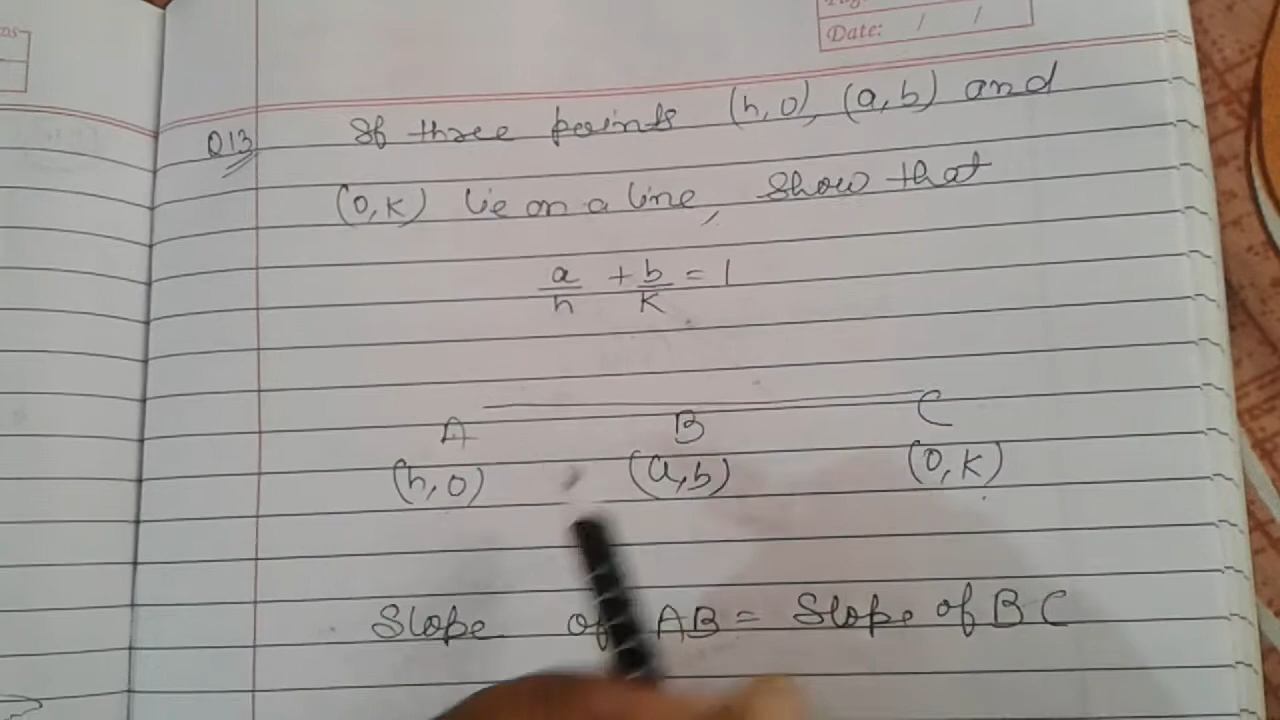 Date: / /
Q13 If three points (h,0), (a,b) and
(0,K) lie on a line, Show that
a/h + b/K = 1
A B C
(h,0) (a,b) (0,K)
Slope of AB = Slope of BC